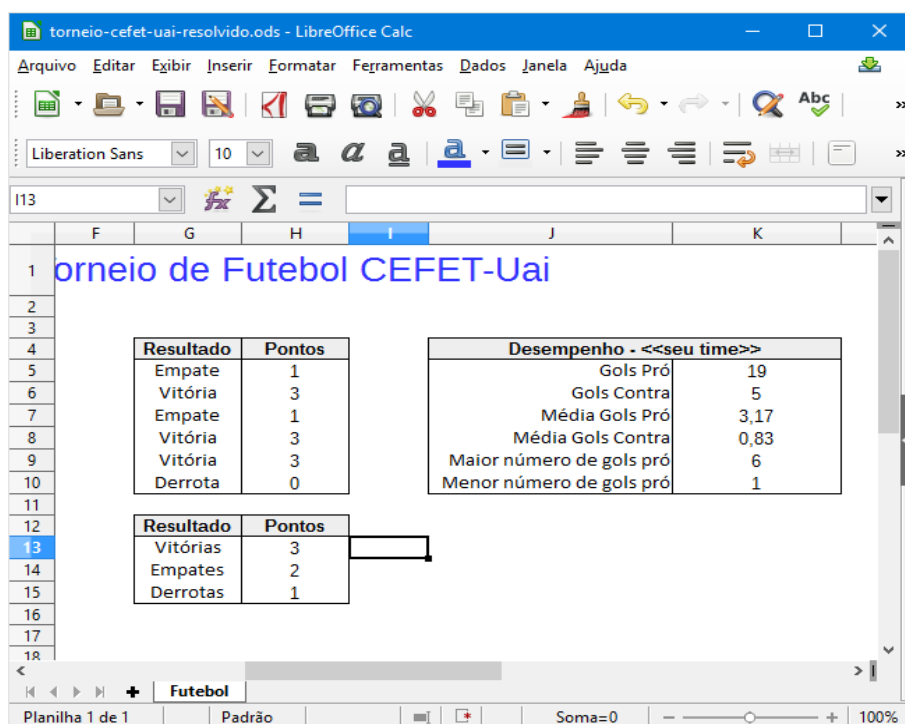 torneio-cefet-uai-resolvido.ods - LibreOffice Calc
Arquivo Editar Exibir Inserir Formatar Ferramentas Dados Janela Ajuda
Abc
Liberation Sans 10 a a a a
I13 fx Σ =
F G H I J K
1 orneio de Futebol CEFET-Uai
2
3
4 Resultado Pontos Desempenho - <<seu time>>
5 Empate 1 Gols Pró 19
6 Vitória 3 Gols Contra 5
7 Empate 1 Média Gols Pró 3,17
8 Vitória 3 Média Gols Contra 0,83
9 Vitória 3 Maior número de gols pró 6
10 Derrota 0 Menor número de gols pró 1
11
12 Resultado Pontos
13 Vitórias 3
14 Empates 2
15 Derrotas 1
16
17
18
Futebol
Planilha 1 de 1 Padrão Soma=0 100%